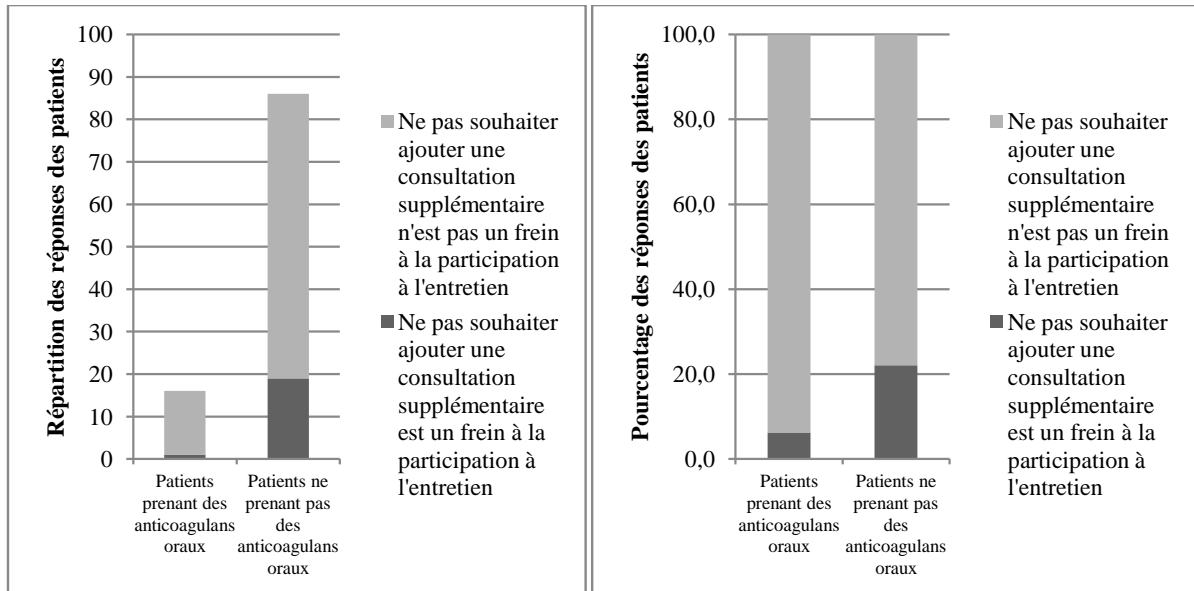 Répartition des réponses des patients
100
90
80
70
60
50
40
30
20
10
0
Patients
prenant des
anticoagulans
oraux
Patients ne
prenant pas
des
anticoagulans
oraux
Ne pas souhaiter
ajouter une
consultation
supplémentaire
n'est pas un frein
à la participation
à l'entretien
Ne pas souhaiter
ajouter une
consultation
supplémentaire
est un frein à la
participation à
l'entretien
Pourcentage des réponses des patients
100,0
80,0
60,0
40,0
20,0
0,0
Patients
prenant des
anticoagulans
oraux
Patients ne
prenant pas
des
anticoagulans
oraux
Ne pas souhaiter
ajouter une
consultation
supplémentaire
n'est pas un frein
à la participation
à l'entretien
Ne pas souhaiter
ajouter une
consultation
supplémentaire
est un frein à la
participation à
l'entretien